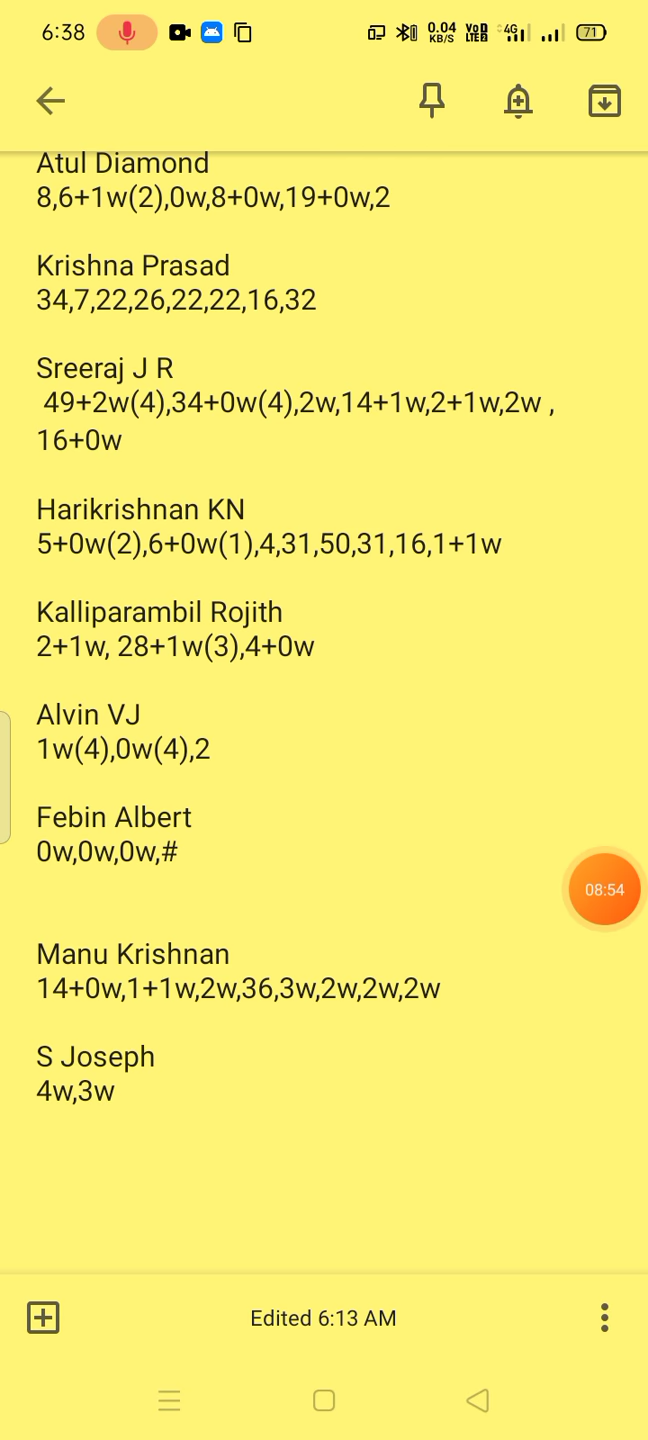 6:38
0.04
KB/S
VoD
LTE2
4G
71
Atul Diamond
8,6+1w(2),0w,8+0w,19+0w,2
Krishna Prasad
34,7,22,26,22,22,16,32
Sreeraj J R
49+2w(4),34+0w(4),2w,14+1w,2+1w,2w ,
16+0w
Harikrishnan KN
5+0w(2),6+0w(1),4,31,50,31,16,1+1w
Kalliparambil Rojith
2+1w, 28+1w(3),4+0w
Alvin VJ
1w(4),0w(4),2
Febin Albert
0w,0w,0w,#
08:54
Manu Krishnan
14+0w,1+1w,2w,36,3w,2w,2w,2w
S Joseph
4w,3w
Edited 6:13 AM